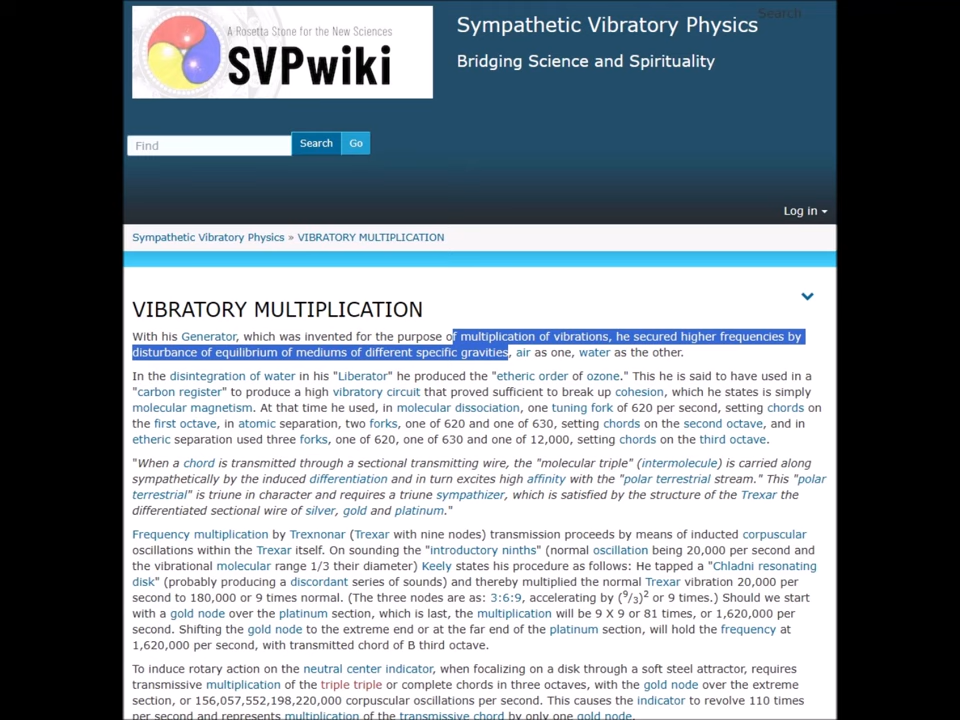 Search
A Rosetta Stone for the New Sciences
SVPwiki
Sympathetic Vibratory Physics
Bridging Science and Spirituality
Find
Search
Go
Log in
Sympathetic Vibratory Physics » VIBRATORY MULTIPLICATION
VIBRATORY MULTIPLICATION
With his Generator, which was invented for the purpose of multiplication of vibrations, he secured higher frequencies by
disturbance of equilibrium of mediums of different specific gravities, air as one, water as the other.
In the disintegration of water in his "Liberator" he produced the "etheric order of ozone." This he is said to have used in a
"carbon register" to produce a high vibratory circuit that proved sufficient to break up cohesion, which he states is simply
molecular magnetism. At that time he used, in molecular dissociation, one tuning fork of 620 per second, setting chords on
the first octave, in atomic separation, two forks, one of 620 and one of 630, setting chords on the second octave, and in
etheric separation used three forks, one of 620, one of 630 and one of 12,000, setting chords on the third octave.
"When a chord is transmitted through a sectional transmitting wire, the "molecular triple" (intermolecule) is carried along
sympathetically by the induced differentiation and in turn excites high affinity with the "polar terrestrial stream." This "polar
terrestrial" is triune in character and requires a triune sympathizer, which is satisfied by the structure of the Trexar the
differentiated sectional wire of silver, gold and platinum."
Frequency multiplication by Trexnonar (Trexar with nine nodes) transmission proceeds by means of inducted corpuscular
oscillations within the Trexar itself. On sounding the "introductory ninths" (normal oscillation being 20,000 per second and
the vibrational molecular range 1/3 their diameter) Keely states his procedure as follows: He tapped a "Chladni resonating
disk" (probably producing a discordant series of sounds) and thereby multiplied the normal Trexar vibration 20,000 per
second to 180,000 or 9 times normal. (The three nodes are as: 3:6:9, accelerating by (9/3)2 or 9 times.) Should we start
with a gold node over the platinum section, which is last, the multiplication will be 9 X 9 or 81 times, or 1,620,000 per
second. Shifting the gold node to the extreme end or at the far end of the platinum section, will hold the frequency at
1,620,000 per second, with transmitted chord of B third octave.
To induce rotary action on the neutral center indicator, when focalizing on a disk through a soft steel attractor, requires
transmissive multiplication of the triple triple or complete chords in three octaves, with the gold node over the extreme
section, or 156,057,552,198,220,000 corpuscular oscillations per second. This causes the indicator to revolve 110 times
per second and represents multiplication of the transmissive chord by only one gold node.